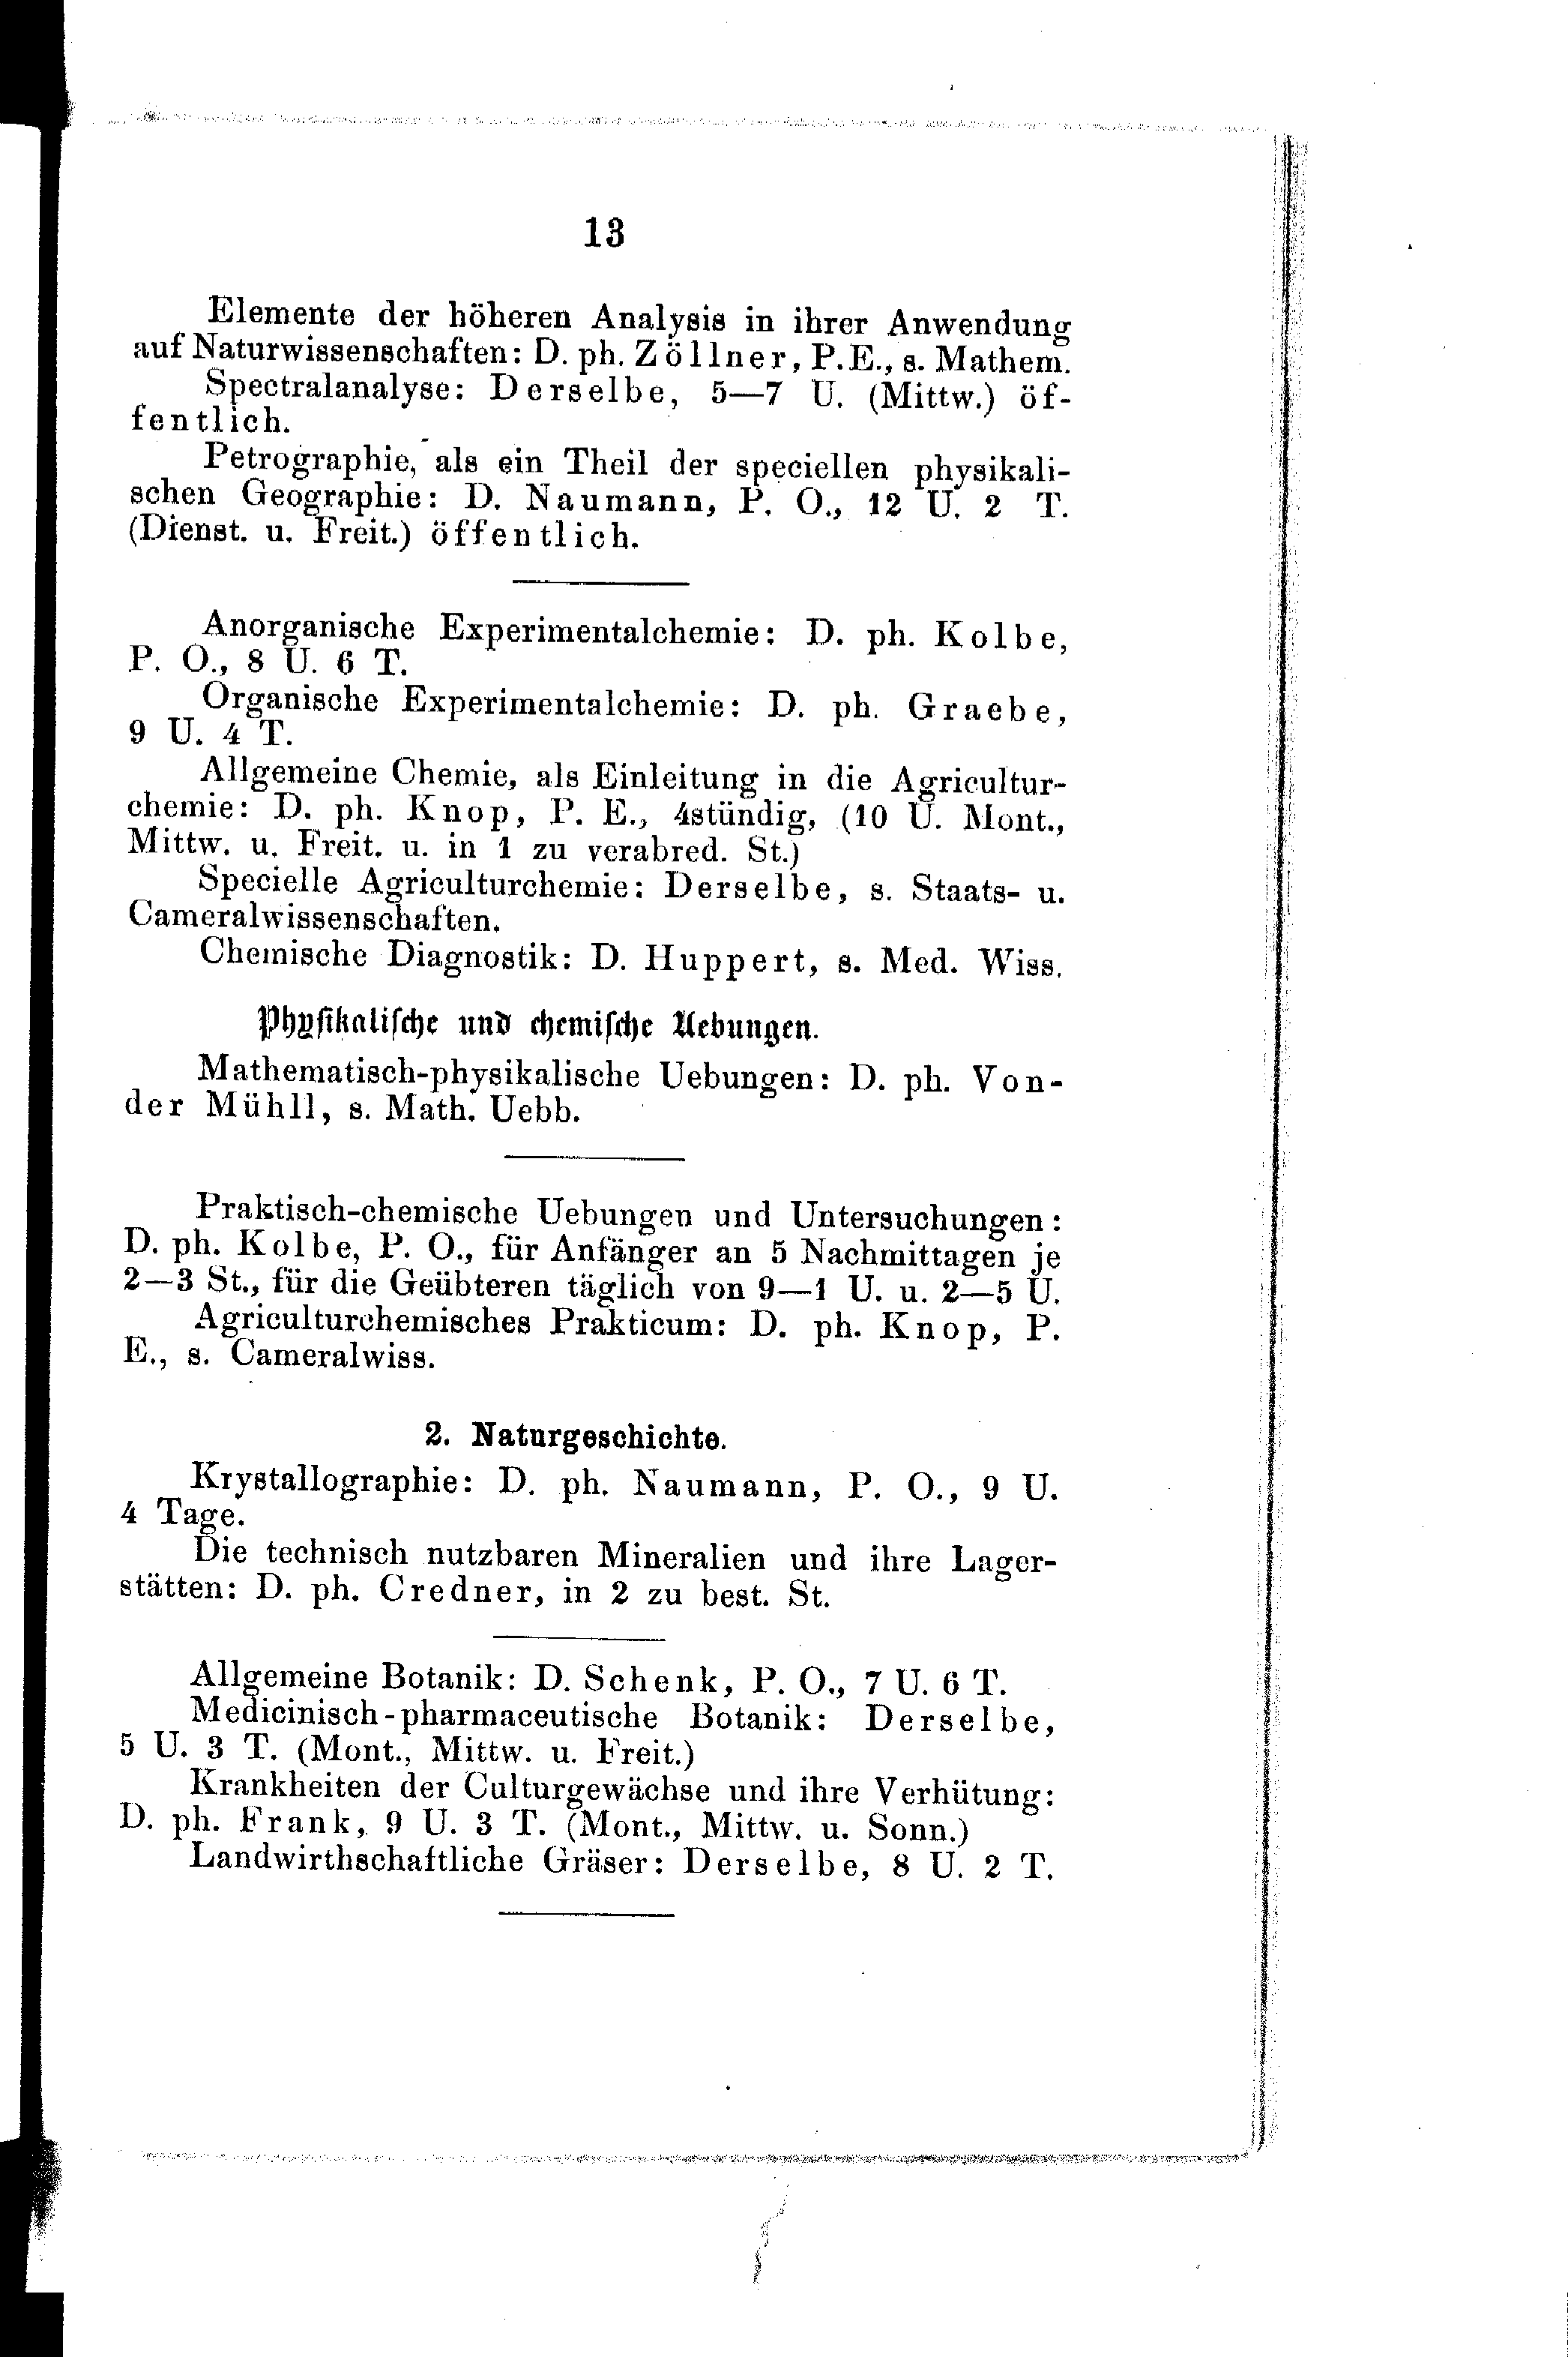 13
Elemente der höheren Analysis in ihrer Anwendung
auf Naturwissenschaften: D. ph. Zöllner, P.E., s. Mathem.
Spectralanalyse: Derselbe, 5—7 U. (Mittw.) öf-
fentlich.
Petrographie, als ein Theil der speciellen physikali-
schen Geographie: D. Naumann, P. O., 12 U. 2 T.
(Dienst. u. Freit.) öffentlich.
Anorganische Experimentalchemie: D. ph. Kolbe,
P. O., 8 U. 6 T.
Organische Experimentalchemie: D. ph. Graebe,
9 U. 4 T.
Allgemeine Chemie, als Einleitung in die Agricultur-
chemie: D. ph. Knop, P. E., 4stündig, (10 U. Mont.,
Mittw. u. Freit. u. in 1 zu verabred. St.)
Specielle Agriculturchemie: Derselbe, s. Staats- u.
Cameralwissenschaften.
Chemische Diagnostik: D. Huppert, s. Med. Wiss.
Physikalische und chemische Uebungen.
Mathematisch-physikalische Uebungen: D. ph. Von-
der Mühll, s. Math. Uebb.
Praktisch-chemische Uebungen und Untersuchungen:
D. ph. Kolbe, P. O., für Anfänger an 5 Nachmittagen je
2—3 St., für die Geübteren täglich von 9—1 U. u. 2—5 U.
Agriculturchemisches Prakticum: D. ph. Knop, P.
E., s. Cameralwiss.
2. Naturgeschichte.
Krystallographie: D. ph. Naumann, P. O., 9 U.
4 Tage.
Die technisch nutzbaren Mineralien und ihre Lager-
stätten: D. ph. Credner, in 2 zu best. St.
Allgemeine Botanik: D. Schenk, P. O., 7 U. 6 T.
Medicinisch-pharmaceutische Botanik: Derselbe,
5 U. 3 T. (Mont., Mittw. u. Freit.)
Krankheiten der Culturgewächse und ihre Verhütung:
D. ph. Frank, 9 U. 3 T. (Mont., Mittw. u. Sonn.)
Landwirthschaftliche Gräser: Derselbe, 8 U. 2 T.